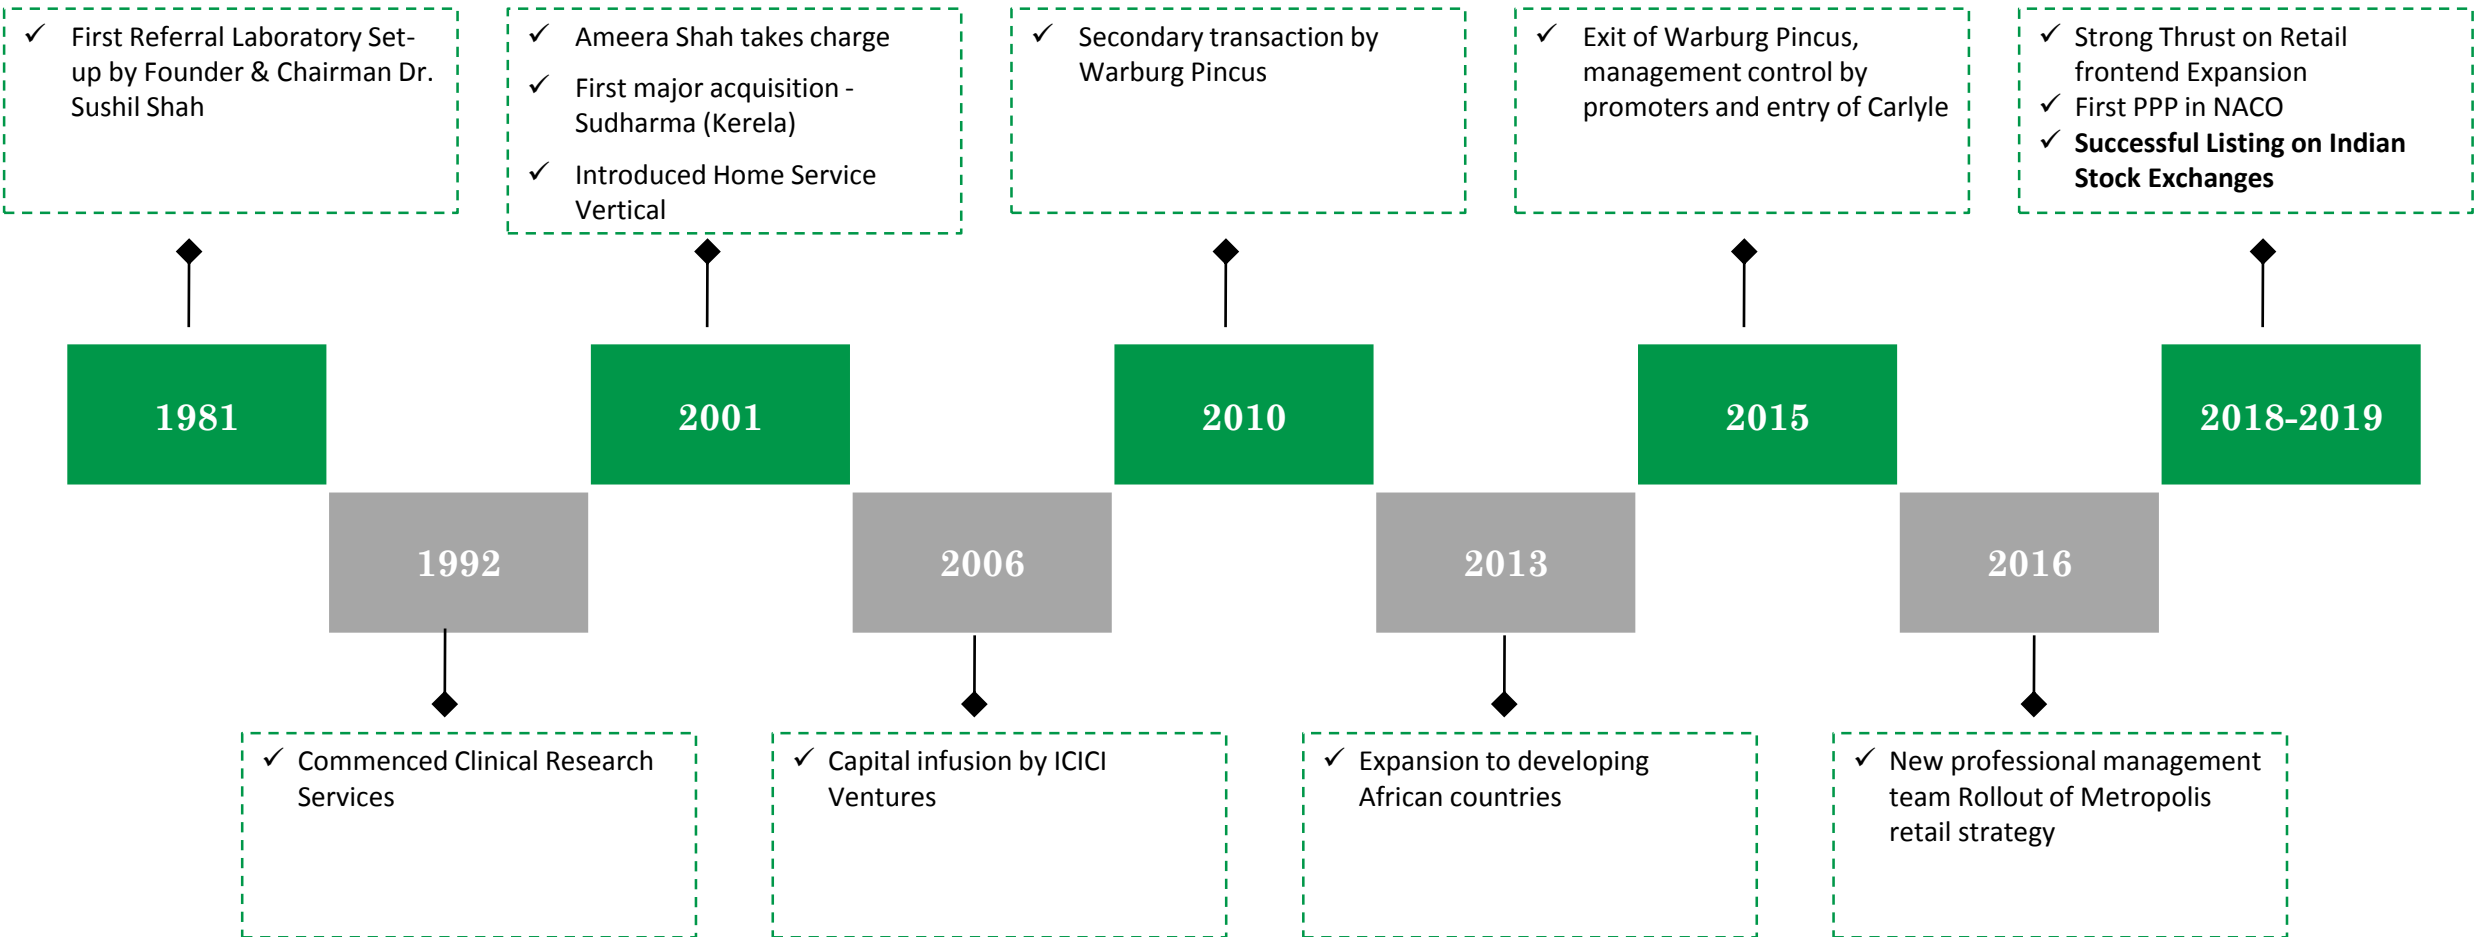 ✓ First Referral Laboratory Set-
up by Founder & Chairman Dr.
Sushil Shah
✓ Ameera Shah takes charge
✓ First major acquisition -
Sudharma (Kerela)
✓ Introduced Home Service
Vertical
✓ Secondary transaction by
Warburg Pincus
✓ Exit of Warburg Pincus,
management control by
promoters and entry of Carlyle
✓ Strong Thrust on Retail
frontend Expansion
✓ First PPP in NACO
✓ Successful Listing on Indian
Stock Exchanges
1981
2001
2010
2015
2018-2019
1992
2006
2013
2016
✓ Commenced Clinical Research
Services
✓ Capital infusion by ICICI
Ventures
✓ Expansion to developing
African countries
✓ New professional management
team Rollout of Metropolis
retail strategy